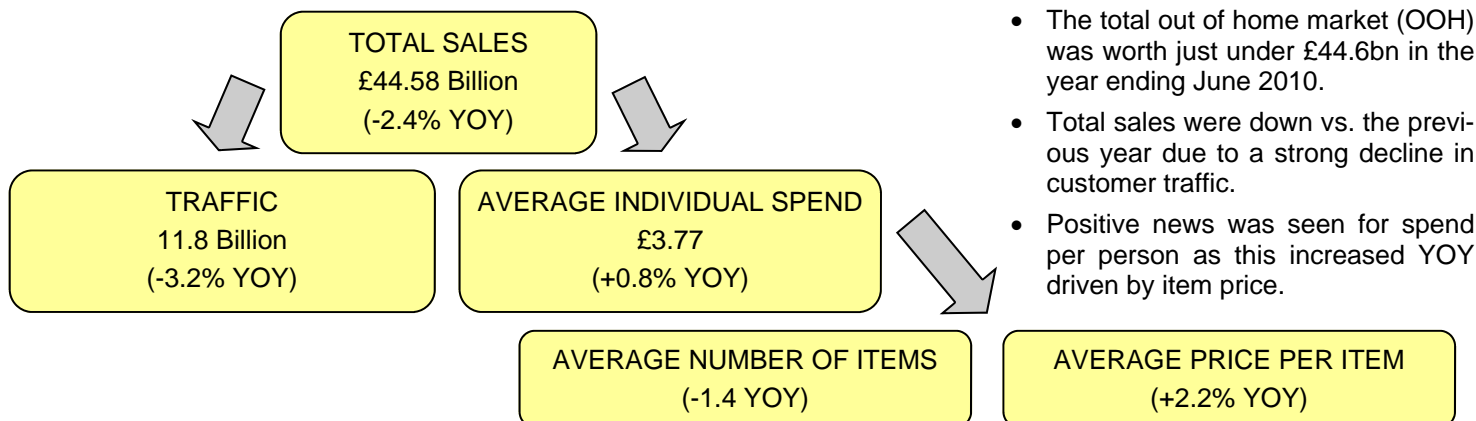 TOTAL SALES
£44.58 Billion
(-2.4% YOY)
TRAFFIC
11.8 Billion
(-3.2% YOY)
AVERAGE INDIVIDUAL SPEND
£3.77
(+0.8% YOY)
AVERAGE NUMBER OF ITEMS
(-1.4 YOY)
AVERAGE PRICE PER ITEM
(+2.2% YOY)
• The total out of home market (OOH)
was worth just under £44.6bn in the
year ending June 2010.
• Total sales were down vs. the previ-
ous year due to a strong decline in
customer traffic.
• Positive news was seen for spend
per person as this increased YOY
driven by item price.